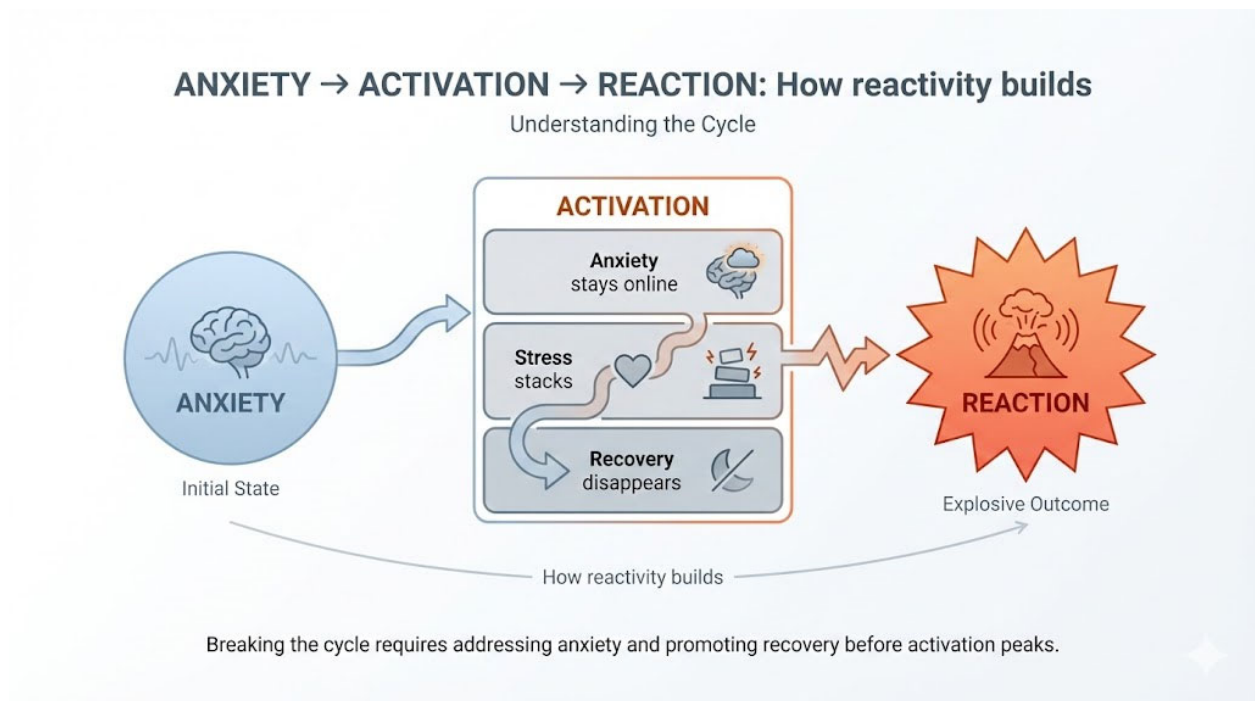 ANXIETY → ACTIVATION → REACTION: How reactivity builds
Understanding the Cycle
ACTIVATION
Anxiety
stays online
Stress
stacks
Recovery
disappears
ANXIETY
Initial State
REACTION
Explosive Outcome
How reactivity builds
Breaking the cycle requires addressing anxiety and promoting recovery before activation peaks.